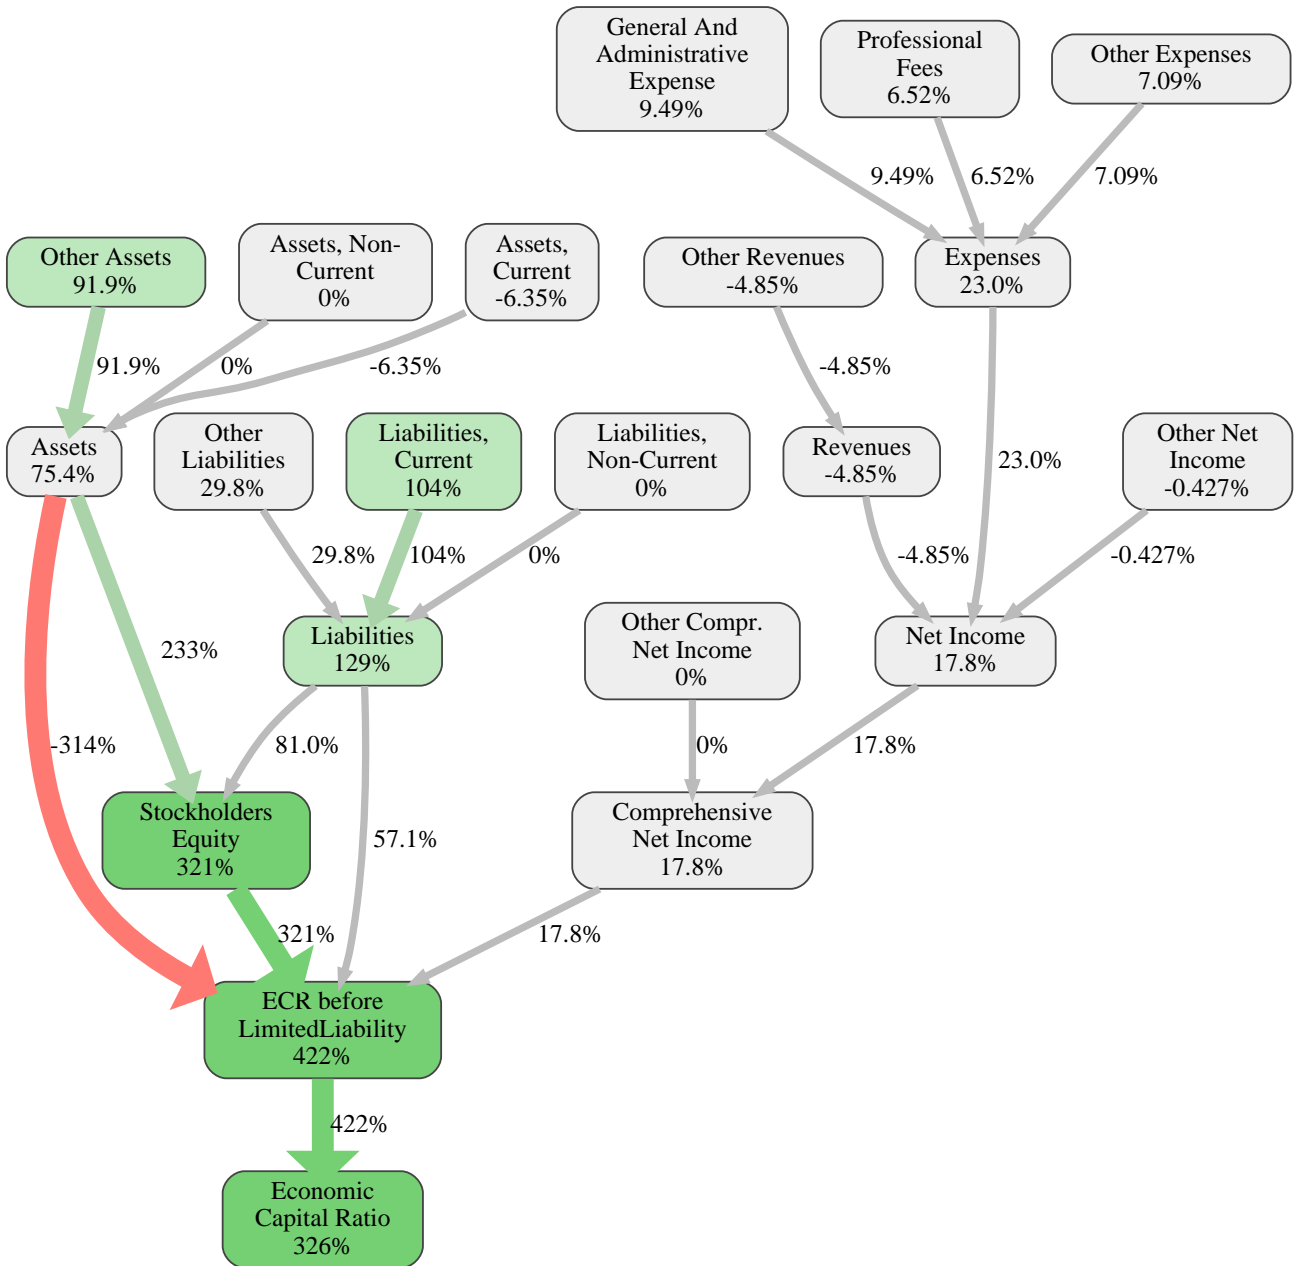 General And
Administrative
Expense
9.49%
Professional
Fees
6.52%
Other Expenses
7.09%
9.49%
6.52%
7.09%
Other Assets
91.9%
Assets, Non-
Current
0%
Assets,
Current
-6.35%
Other Revenues
-4.85%
Expenses
23.0%
91.9%
0%
-6.35%
-4.85%
Assets
75.4%
Other
Liabilities
29.8%
Liabilities,
Current
104%
Liabilities,
Non-Current
0%
Revenues
-4.85%
23.0%
Other Net
Income
-0.427%
29.8%
104%
0%
-4.85%
-0.427%
233%
Liabilities
129%
Other Compr.
Net Income
0%
Net Income
17.8%
-314%
81.0%
0%
17.8%
Stockholders
Equity
321%
57.1%
Comprehensive
Net Income
17.8%
321%
17.8%
ECR before
LimitedLiability
422%
422%
Economic
Capital Ratio
326%